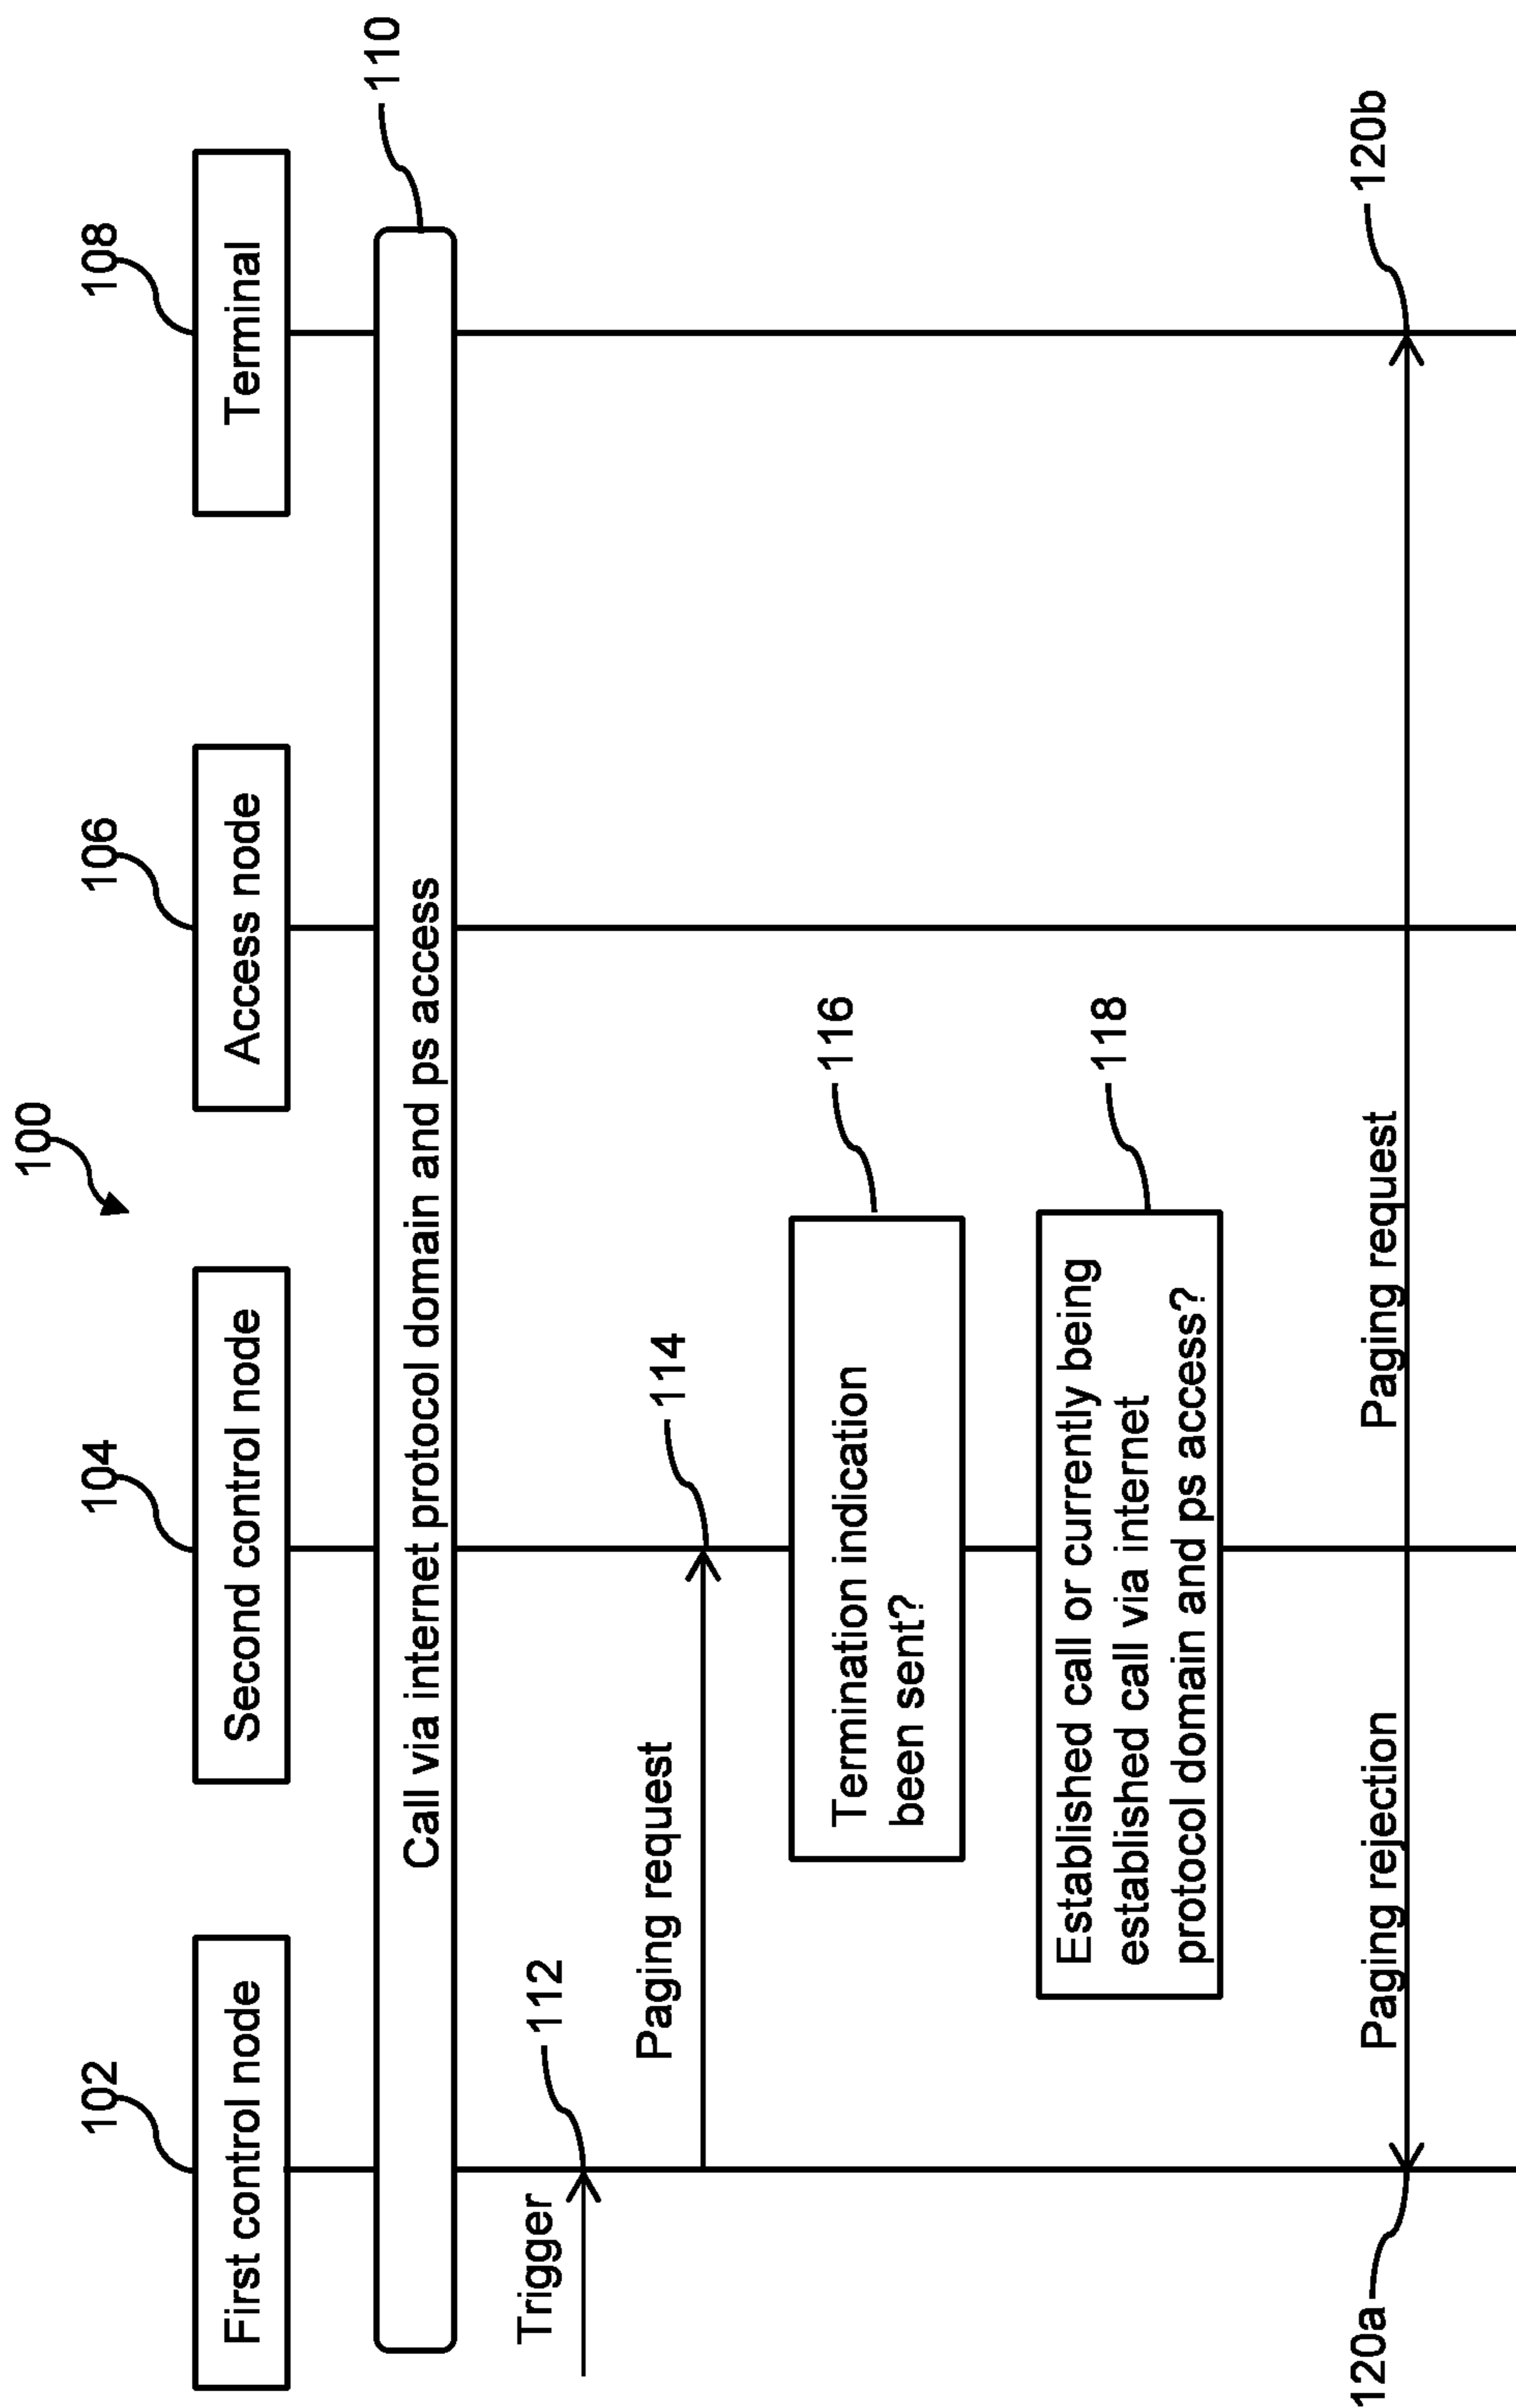 100
102
104
106
108
First control node
Second control node
Access node
Terminal
110
Call via internet protocol domain and ps access
Trigger
112
Paging request
114
Termination indication
been sent?
116
Established call or currently being
established call via internet
protocol domain and ps access?
118
Paging rejection
Paging request
120a
120b